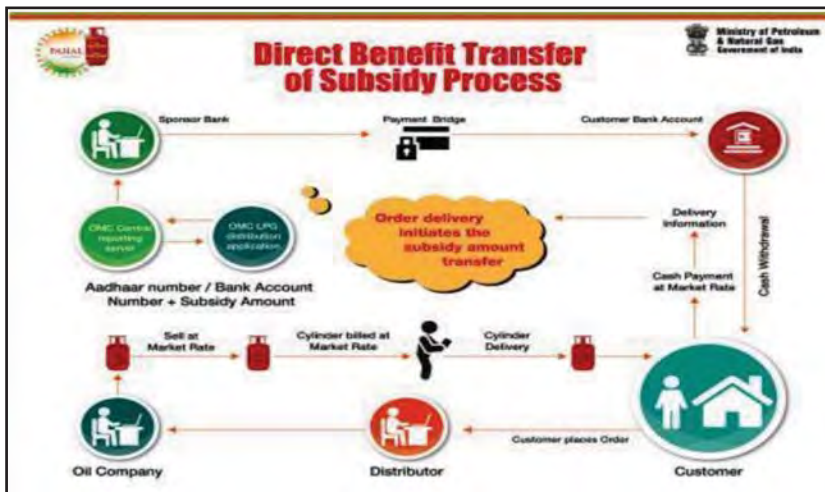 PAHAL
Direct Benefit Transfer
of Subsidy Process
Ministry of Petroleum
& Natural Gas
Government of India
Sponsor Bank
Payment Bridge
Customer Bank Account
OMC Central
reporting
server
OMC LPG
distribution
application
Order delivery
initiates the
subsidy amount
transfer
Delivery
Information
Cash Withdrawal
Aadhaar number / Bank Account
Number + Subsidy Amount
Cash Payment
at Market Rate
Sell at
Market Rate
Cylinder billed at
Market Rate
Cylinder
Delivery
Customer places Order
Oil Company
Distributor
Customer